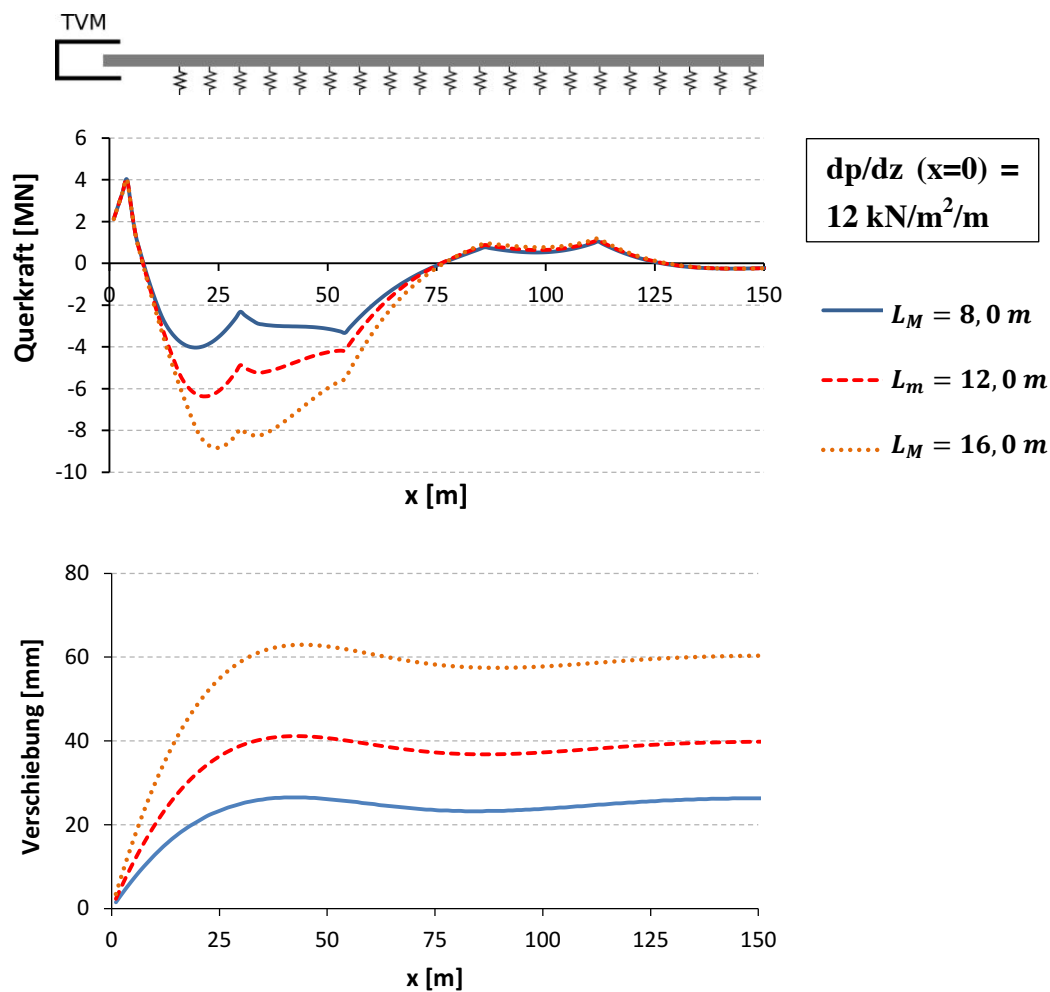 TVM
6
4
2
0
-2
-4
-6
-8
-10
Querkraft [MN]
0 25 50 75 100 125 150
x [m]
dp/dz (x=0) =
12 kN/m²/m
L_M = 8,0 m
L_m = 12,0 m
L_M = 16,0 m
80
60
40
20
0
Verschiebung [mm]
0 25 50 75 100 125 150
x [m]